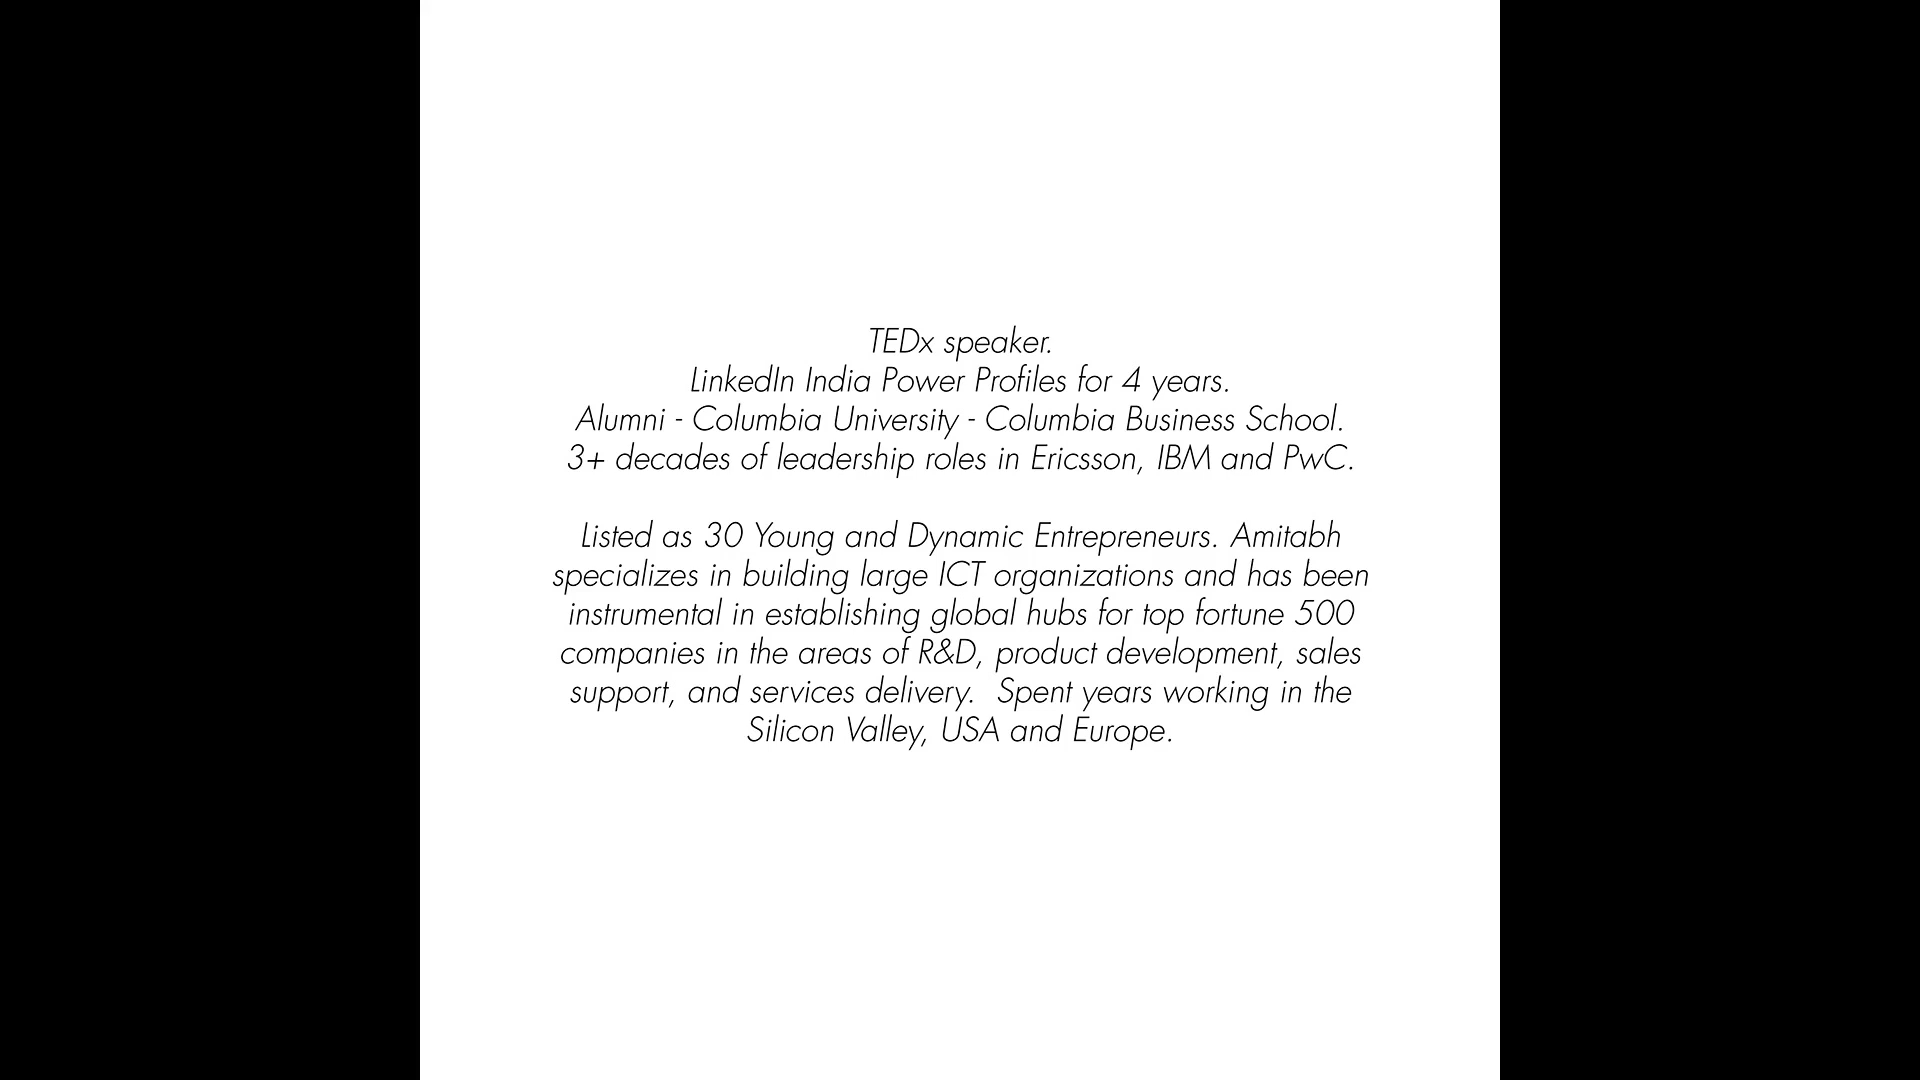 TEDx speaker.
LinkedIn India Power Profiles for 4 years.
Alumni - Columbia University - Columbia Business School.
3+ decades of leadership roles in Ericsson, IBM and PwC.
Listed as 30 Young and Dynamic Entrepreneurs. Amitabh
specializes in building large ICT organizations and has been
instrumental in establishing global hubs for top fortune 500
companies in the areas of R&D, product development, sales
support, and services delivery.  Spent years working in the
Silicon Valley, USA and Europe.